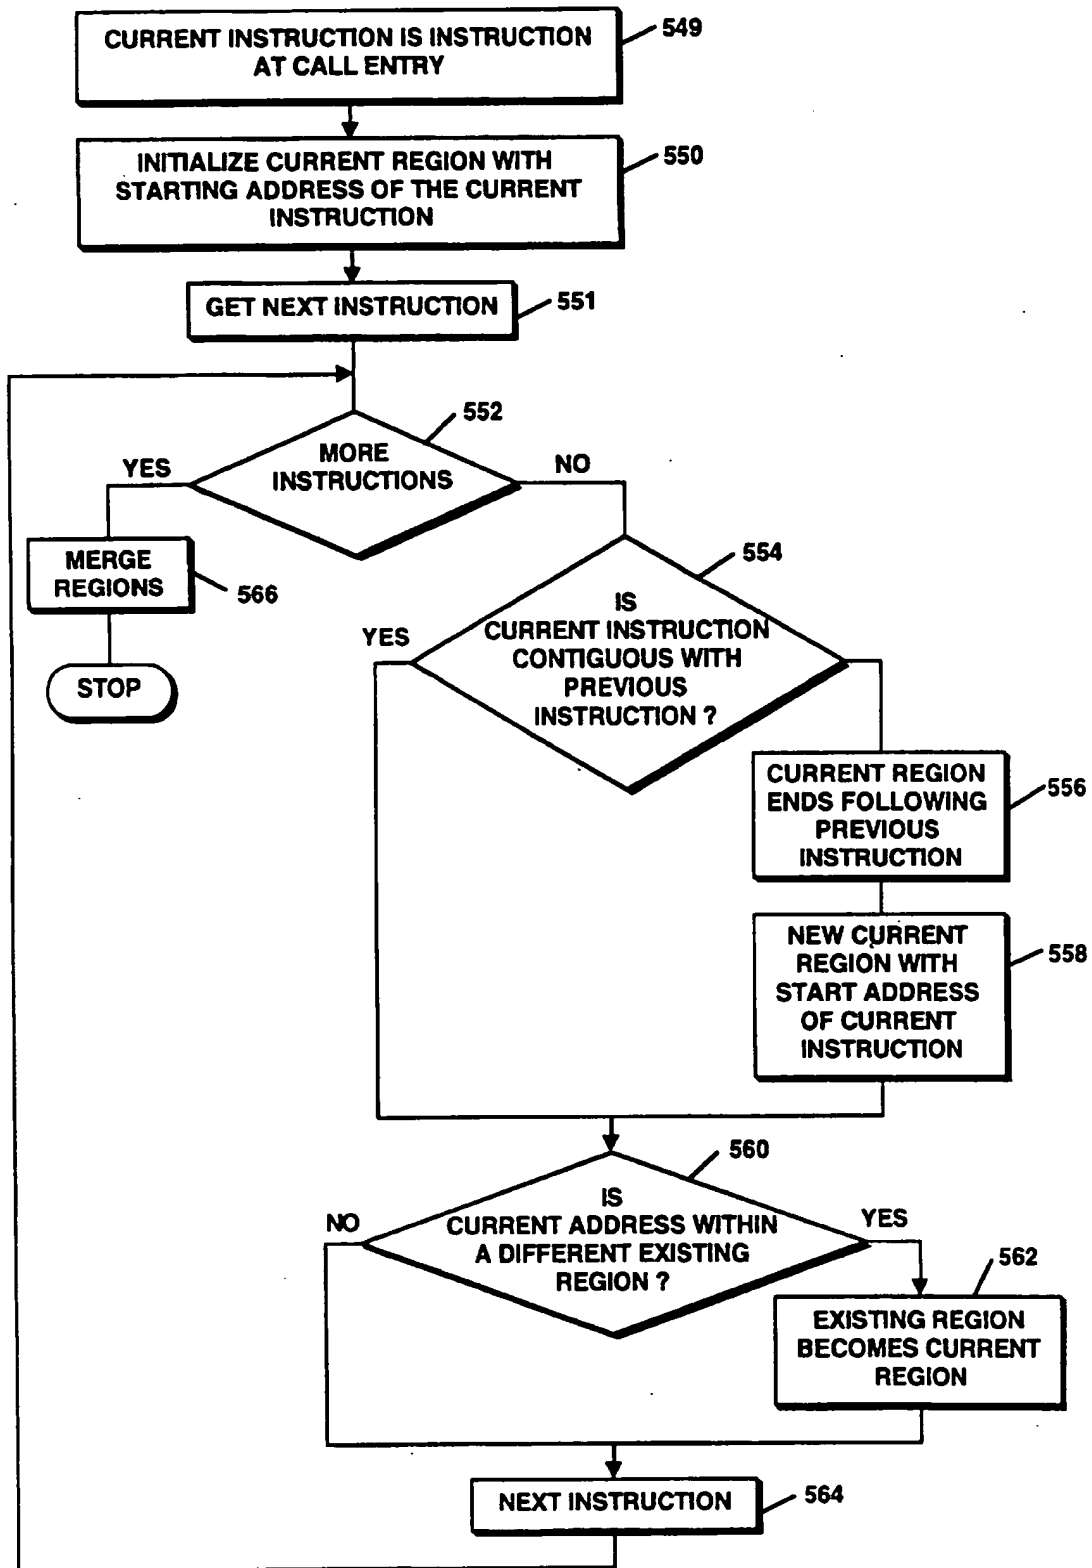 CURRENT INSTRUCTION IS INSTRUCTION
AT CALL ENTRY
549
INITIALIZE CURRENT REGION WITH
STARTING ADDRESS OF THE CURRENT
INSTRUCTION
550
GET NEXT INSTRUCTION
551
552
MORE
INSTRUCTIONS
YES
NO
MERGE
REGIONS
566
STOP
554
IS
CURRENT INSTRUCTION
CONTIGUOUS WITH
PREVIOUS
INSTRUCTION ?
YES
CURRENT REGION
ENDS FOLLOWING
PREVIOUS
INSTRUCTION
556
NEW CURRENT
REGION WITH
START ADDRESS
OF CURRENT
INSTRUCTION
558
560
IS
CURRENT ADDRESS WITHIN
A DIFFERENT EXISTING
REGION ?
NO
YES
562
EXISTING REGION
BECOMES CURRENT
REGION
NEXT INSTRUCTION
564